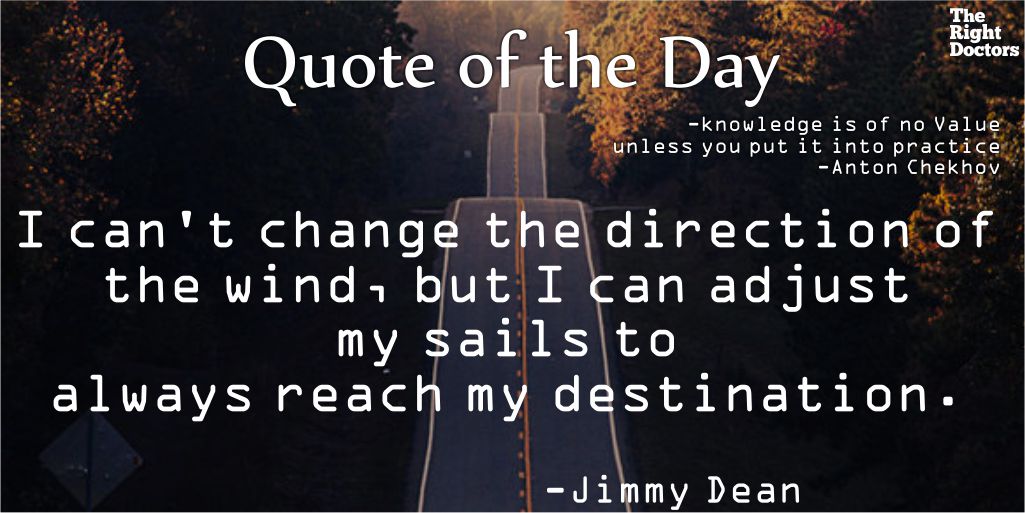 The
Right
Doctors
Quote of the Day
-knowledge is of no Value
unless you put it into practice
-Anton Chekhov
I can't change the direction of
the wind, but I can adjust
my sails to
always reach my destination.
-Jimmy Dean